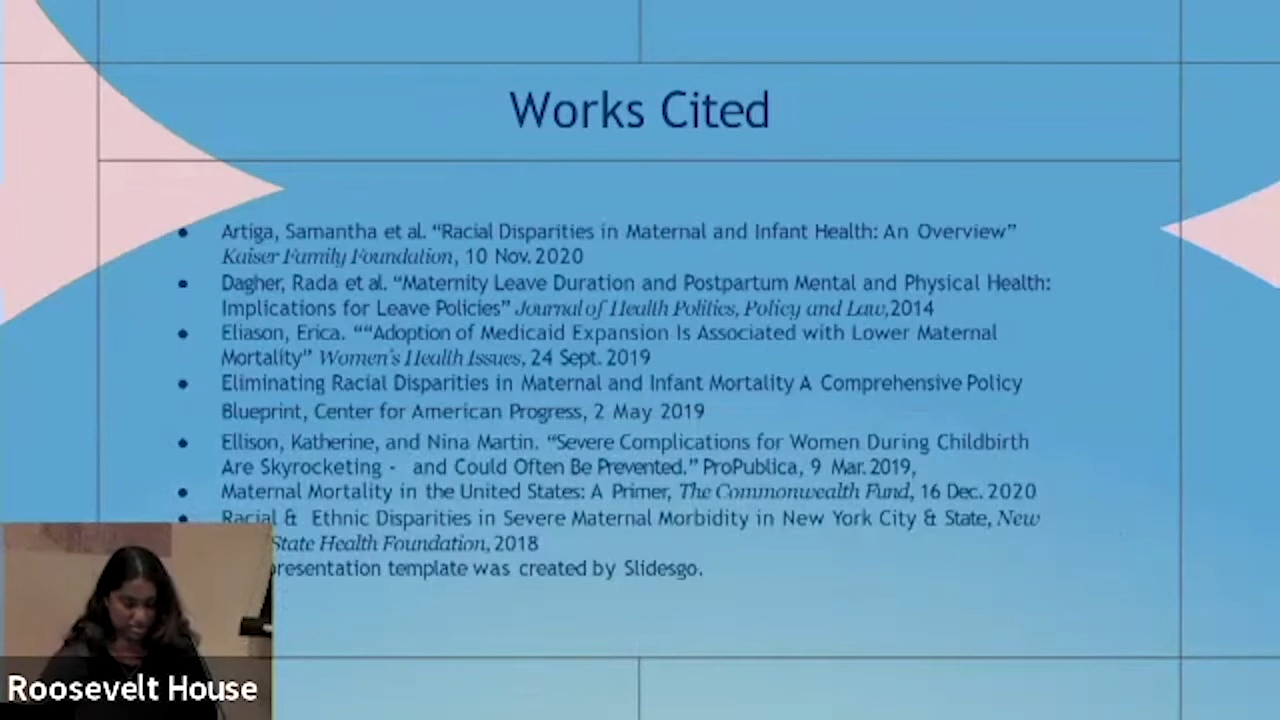 Works Cited
● Artiga, Samantha et al. “Racial Disparities in Maternal and Infant Health: An Overview”
Kaiser Family Foundation, 10 Nov. 2020
● Dagher, Rada et al. “Maternity Leave Duration and Postpartum Mental and Physical Health:
Implications for Leave Policies” Journal of Health Politics, Policy and Law,2014
● Eliason, Erica. ““Adoption of Medicaid Expansion Is Associated with Lower Maternal
Mortality” Women's Health Issues, 24 Sept. 2019
● Eliminating Racial Disparities in Maternal and Infant Mortality A Comprehensive Policy
Blueprint, Center for American Progress, 2 May 2019
● Ellison, Katherine, and Nina Martin. “Severe Complications for Women During Childbirth
Are Skyrocketing - and Could Often Be Prevented.” ProPublica, 9 Mar. 2019,
● Maternal Mortality in the United States: A Primer, The Commonwealth Fund, 16 Dec. 2020
● Racial & Ethnic Disparities in Severe Maternal Morbidity in New York City & State, New
State Health Foundation, 2018
presentation template was created by Slidesgo.
Roosevelt House